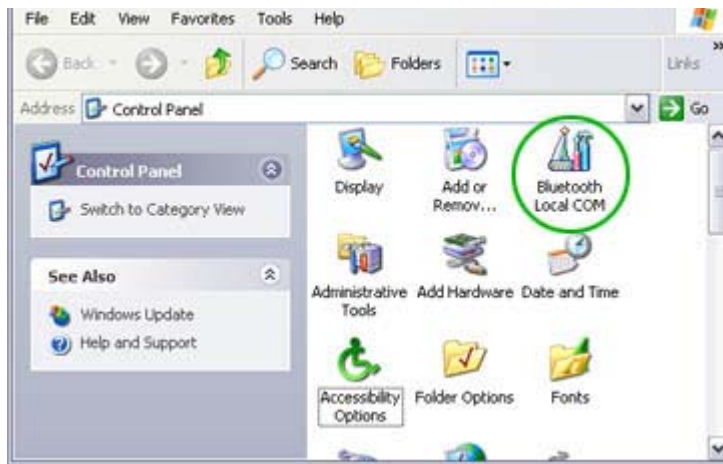 File Edit View Favorites Tools Help
Back Search Folders Links
Address Control Panel Go
Control Panel
Switch to Category View
See Also
Windows Update
Help and Support
Display
Add or
Remov...
Bluetooth
Local COM
Administrative
Tools
Add Hardware
Date and Time
Accessibility
Options
Folder Options
Fonts